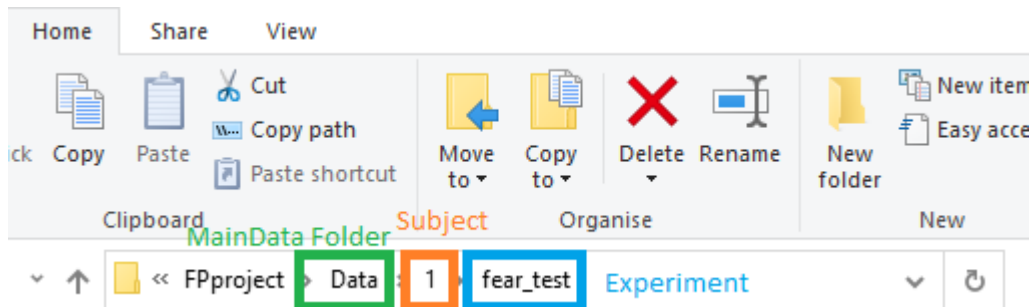 Home Share View
Cut
Copy path
Paste shortcut
ck Copy Paste
Move to
Copy to
Delete Rename
New folder
New item
Easy acce
Clipboard Organise New
MainData Folder Subject
« FPproject Data 1 fear_test Experiment